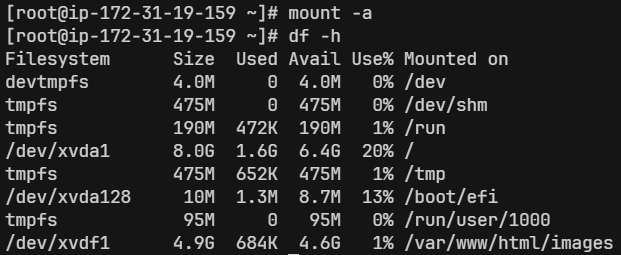 [root@ip-172-31-19-159 ~]# mount -a
[root@ip-172-31-19-159 ~]# df -h
Filesystem      Size  Used Avail Use% Mounted on
devtmpfs        4.0M     0  4.0M   0% /dev
tmpfs           475M     0  475M   0% /dev/shm
tmpfs           190M  472K  190M   1% /run
/dev/xvda1      8.0G  1.6G  6.4G  20% /
tmpfs           475M  652K  475M   1% /tmp
/dev/xvda128     10M  1.3M  8.7M  13% /boot/efi
tmpfs            95M     0   95M   0% /run/user/1000
/dev/xvdf1      4.9G  684K  4.6G   1% /var/www/html/images